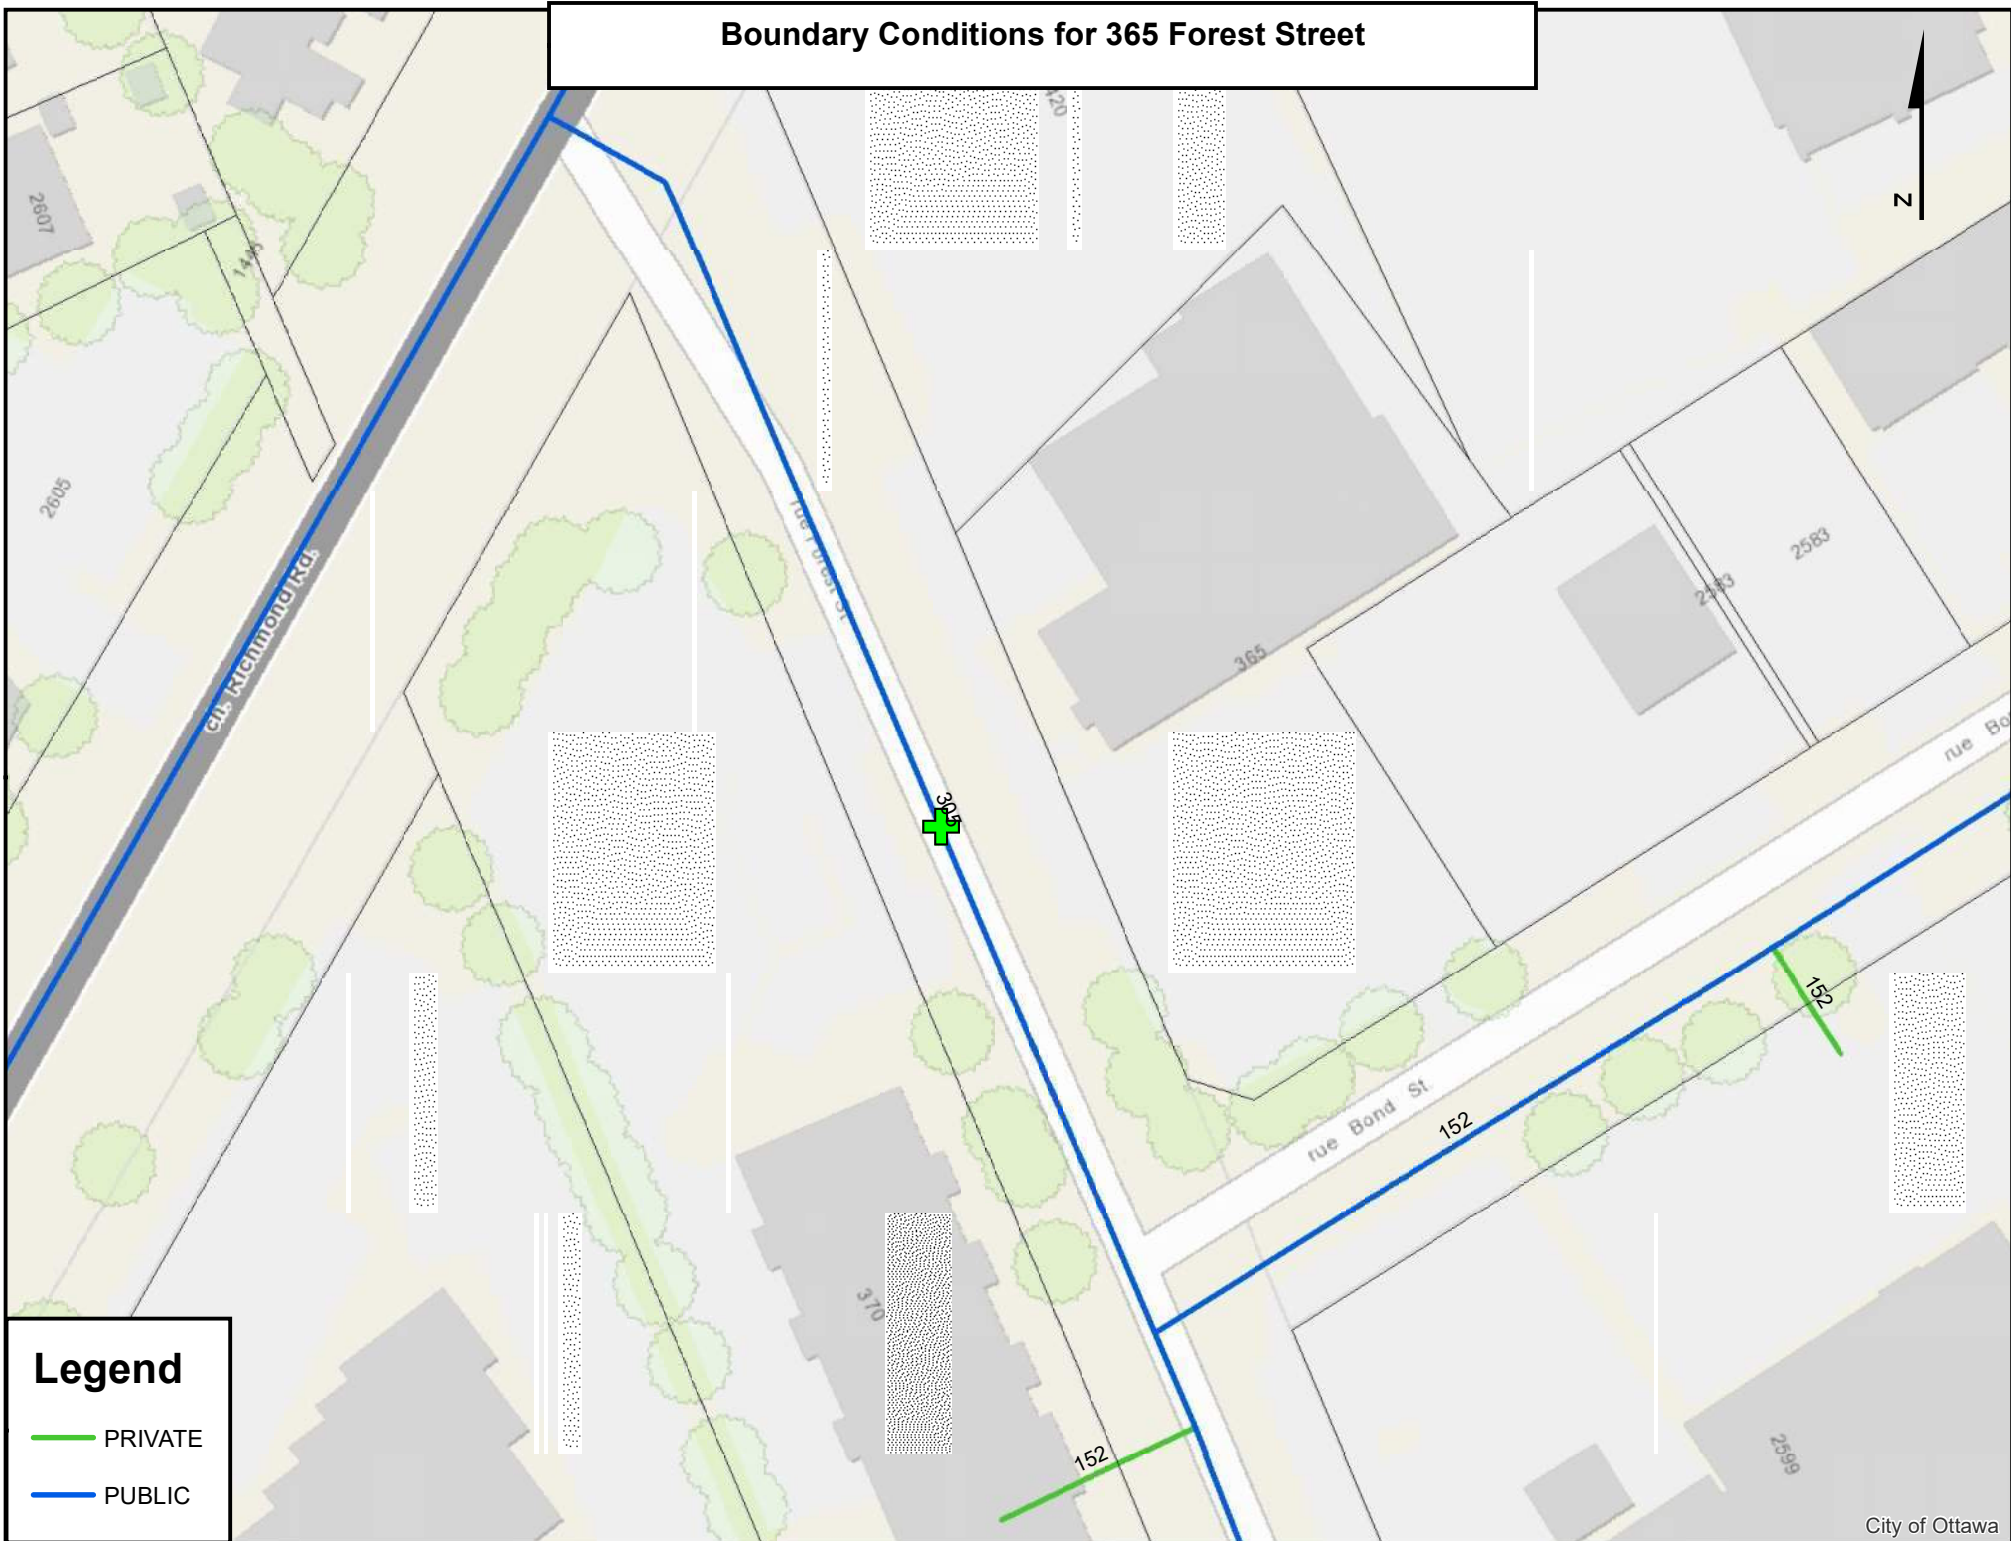 Boundary Conditions for 365 Forest Street
420
Z
2607
1445
2605
ch. Richmond Rd.
rue Forest St
2583
2583
365
rue Bo
305
152
152
rue Bond St.
370
152
2599
Legend
PRIVATE
PUBLIC
City of Ottawa